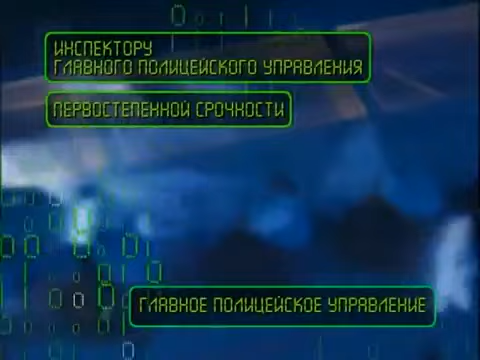 ИНСПЕКТОРУ
ГЛАВНОГО ПОЛИЦЕЙСКОГО УПРАВЛЕНИЯ
ПЕРВОСТЕПЕННОЙ СРОЧНОСТИ
ГЛАВНОЕ ПОЛИЦЕЙСКОЕ УПРАВЛЕНИЕ